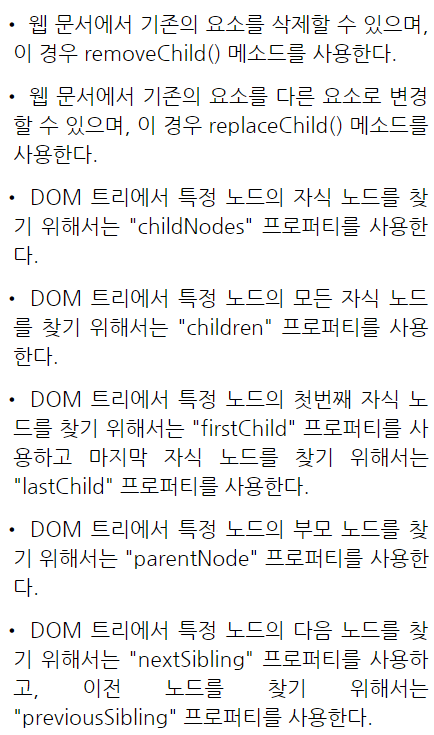 • 웹 문서에서 기존의 요소를 삭제할 수 있으며,
이 경우 removeChild() 메소드를 사용한다.
• 웹 문서에서 기존의 요소를 다른 요소로 변경
할 수 있으며, 이 경우 replaceChild() 메소드를
사용한다.
• DOM 트리에서 특정 노드의 자식 노드를 찾
기 위해서는 "childNodes" 프로퍼티를 사용한
다.
• DOM 트리에서 특정 노드의 모든 자식 노드
를 찾기 위해서는 "children" 프로퍼티를 사용
한다.
• DOM 트리에서 특정 노드의 첫번째 자식 노
드를 찾기 위해서는 "firstChild" 프로퍼티를 사
용하고 마지막 자식 노드를 찾기 위해서는
"lastChild" 프로퍼티를 사용한다.
• DOM 트리에서 특정 노드의 부모 노드를 찾
기 위해서는 "parentNode" 프로퍼티를 사용한
다.
• DOM 트리에서 특정 노드의 다음 노드를 찾
기 위해서는 "nextSibling" 프로퍼티를 사용하
고, 이전 노드를 찾기 위해서는
"previousSibling" 프로퍼티를 사용한다.